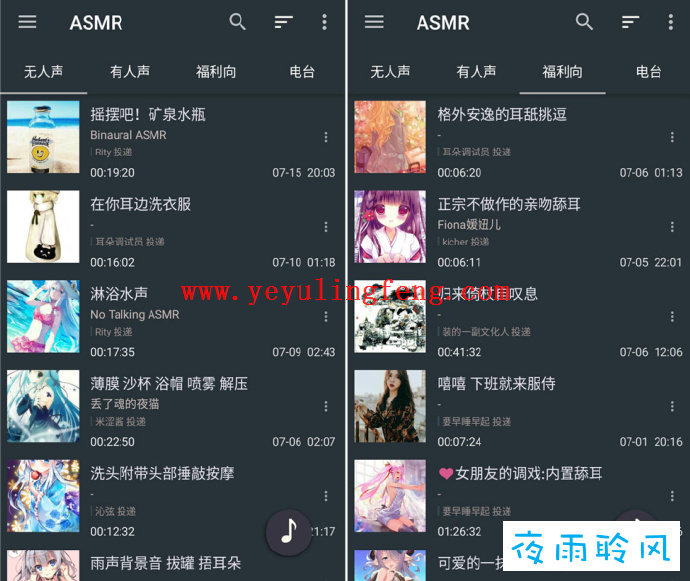 ASMR
无人声
有人声
福利向
电台
摇摆吧！矿泉水瓶
Binaural ASMR
Rity 投递
00:19:20
07-15 20:03
在你耳边洗衣服
-
耳朵调试员 投递
00:16:02
07-10 01:18
淋浴水声
No Talking ASMR
Rity 投递
00:17:35
07-09 02:43
薄膜 沙杯 浴帽 喷雾 解压
丢了魂的夜猫
米涩酱 投递
00:22:50
07-06 02:07
洗头附带头部捶敲按摩
-
沁弦 投递
00:12:32
雨声背景音 拔罐 捂耳朵
ASMR
无人声
有人声
福利向
电台
格外安逸的耳舐挑逗
-
耳朵调试员 投递
00:06:20
07-06 01:13
正宗不做作的亲吻舔耳
Fiona媛妞儿
kicher 投递
00:06:11
07-05 22:01
归来倚杖自叹息
-
装的一副文化人 投递
00:41:32
07-06 12:06
嘻嘻 下班就来服侍
-
要早睡早起 投递
00:07:24
07-01 20:16
女朋友的调戏:内置舔耳
-
要早睡早起 投递
01:26:32
可爱的一
www.yeyulingfeng.com
夜雨聆风